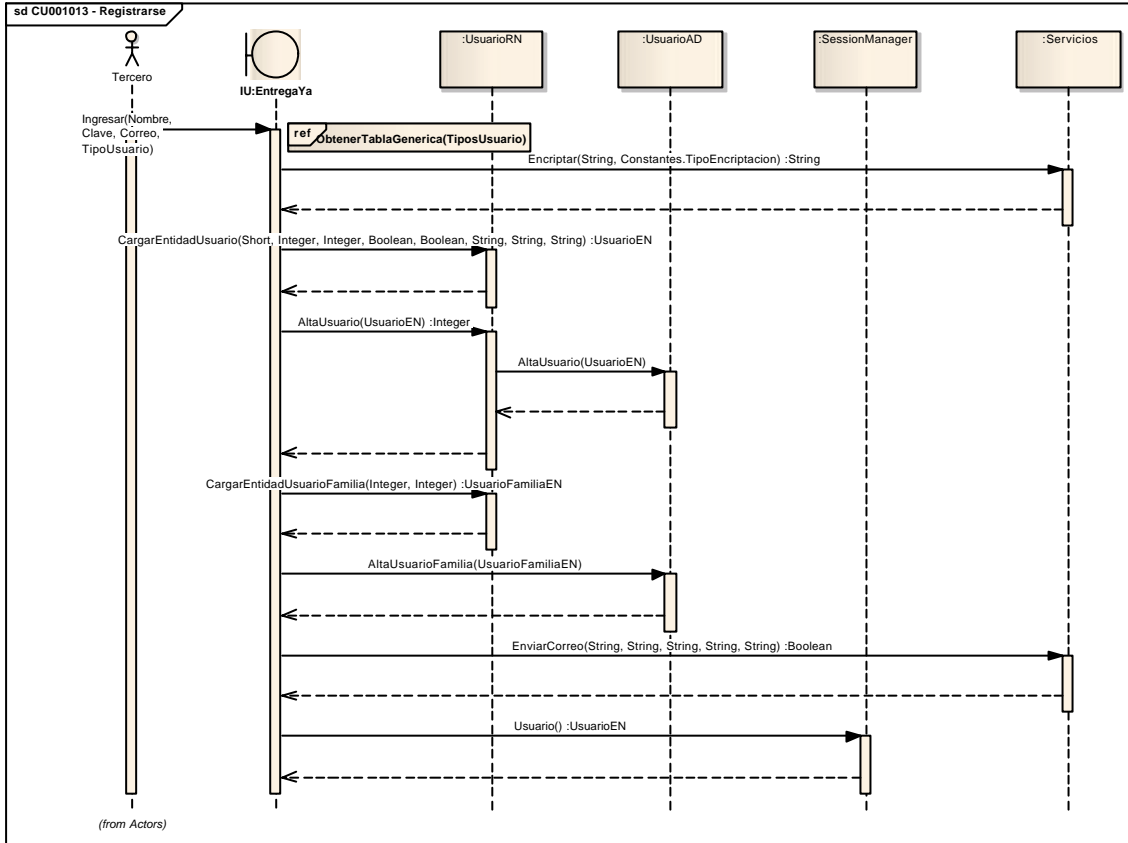 sd CU001013 - Registrarse
:UsuarioRN
:UsuarioAD
:SessionManager
:Servicios
Tercero
IU:EntregaYa
Ingresar(Nombre,
Clave, Correo,
TipoUsuario)
ref
ObtenerTablaGenerica(TiposUsuario)
Encriptar(String, Constantes.TipoEncriptacion) :String
CargarEntidadUsuario(Short, Integer, Integer, Boolean, Boolean, String, String, String) :UsuarioEN
AltaUsuario(UsuarioEN) :Integer
AltaUsuario(UsuarioEN)
CargarEntidadUsuarioFamilia(Integer, Integer) :UsuarioFamiliaEN
AltaUsuarioFamilia(UsuarioFamiliaEN)
EnviarCorreo(String, String, String, String, String) :Boolean
Usuario() :UsuarioEN
(from Actors)